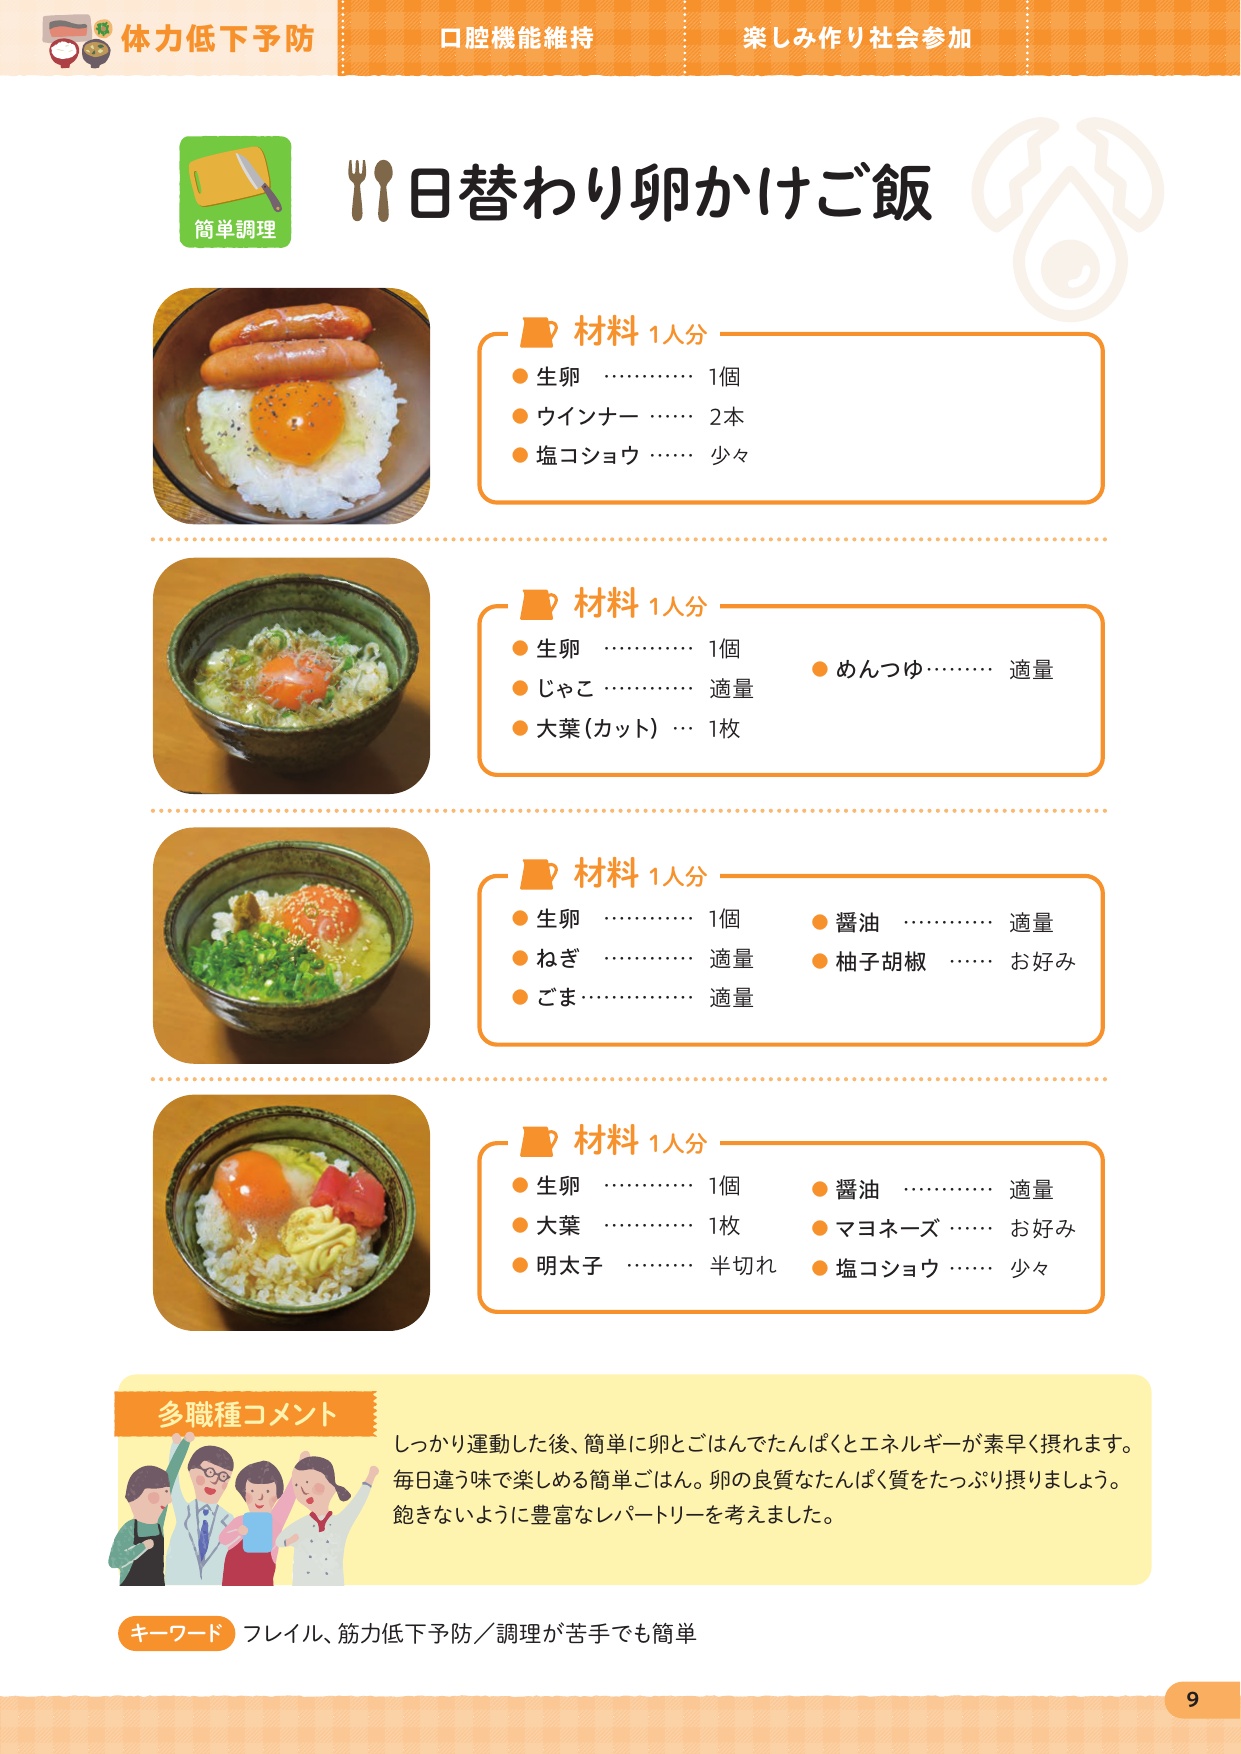 体力低下予防
口腔機能維持
楽しみ作り社会参加
簡単調理
日替わり卵かけご飯
材料 1人分
生卵 ………… 1個
ウインナー …… 2本
塩コショウ …… 少々
材料 1人分
生卵 ………… 1個
じゃこ ………… 適量
大葉（カット） … 1枚
めんつゆ ……… 適量
材料 1人分
生卵 ………… 1個
ねぎ ………… 適量
ごま …………… 適量
醤油 ………… 適量
柚子胡椒 …… お好み
材料 1人分
生卵 ………… 1個
大葉 ………… 1枚
明太子 ……… 半切れ
醤油 ………… 適量
マヨネーズ …… お好み
塩コショウ …… 少々
多職種コメント
しっかり運動した後、簡単に卵とごはんでたんぱくとエネルギーが素早く摂れます。
毎日違う味で楽しめる簡単ごはん。卵の良質なたんぱく質をたっぷり摂りましょう。
飽きないように豊富なレパートリーを考えました。
キーワード フレイル、筋力低下予防／調理が苦手でも簡単
9